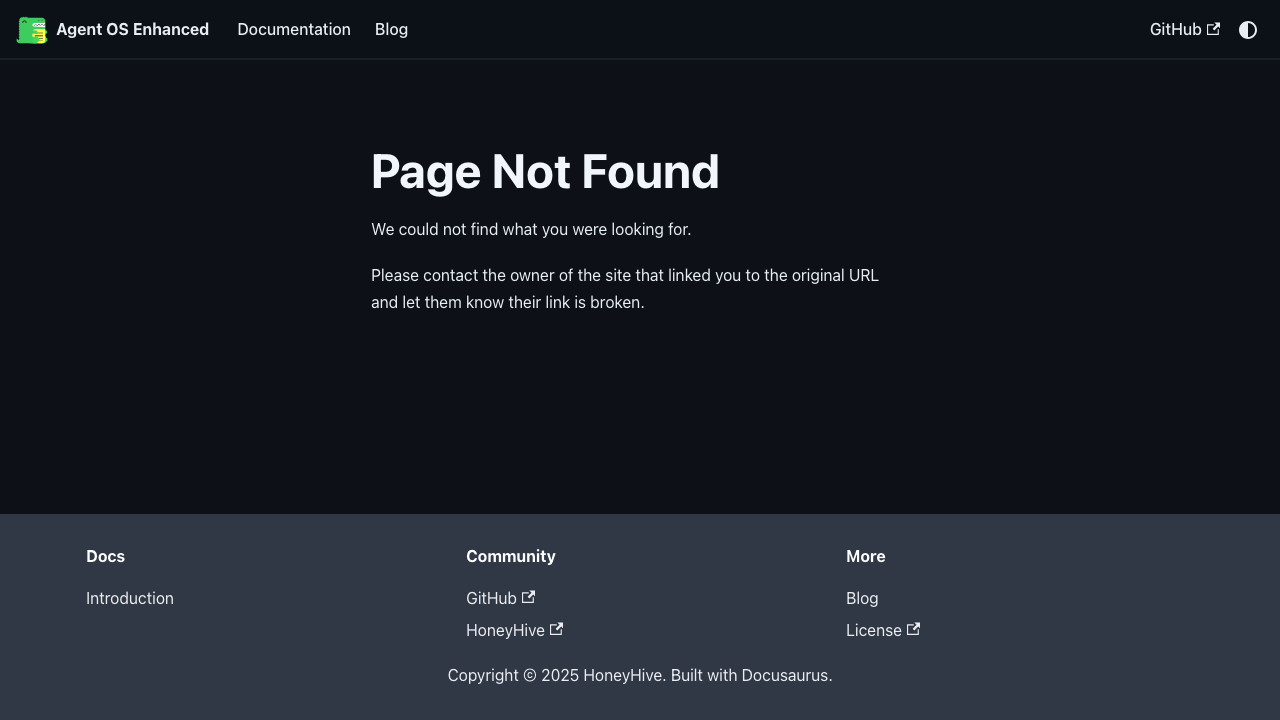 Agent OS Enhanced
Documentation
Blog
GitHub
Page Not Found
We could not find what you were looking for.
Please contact the owner of the site that linked you to the original URL
and let them know their link is broken.
Docs
Introduction
Community
GitHub
HoneyHive
More
Blog
License
Copyright © 2025 HoneyHive. Built with Docusaurus.